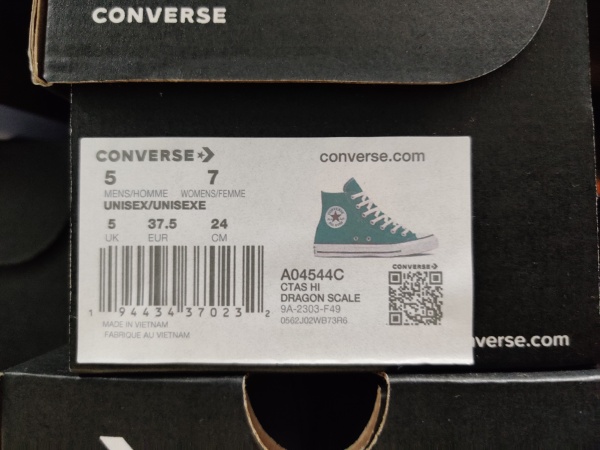 CONVERSE
CONVERSE
converse.com
5 7
MENS/HOMME WOMENS/FEMME
UNISEX/UNISEXE
5 37.5 24
UK EUR CM
1 94434 37023 2
MADE IN VIETNAM
FABRIQUE AU VIETNAM
A04544C
CTAS HI
DRAGON SCALE
9A-2303-F49
0562J02WB73R6
CONVERSE
verse.com